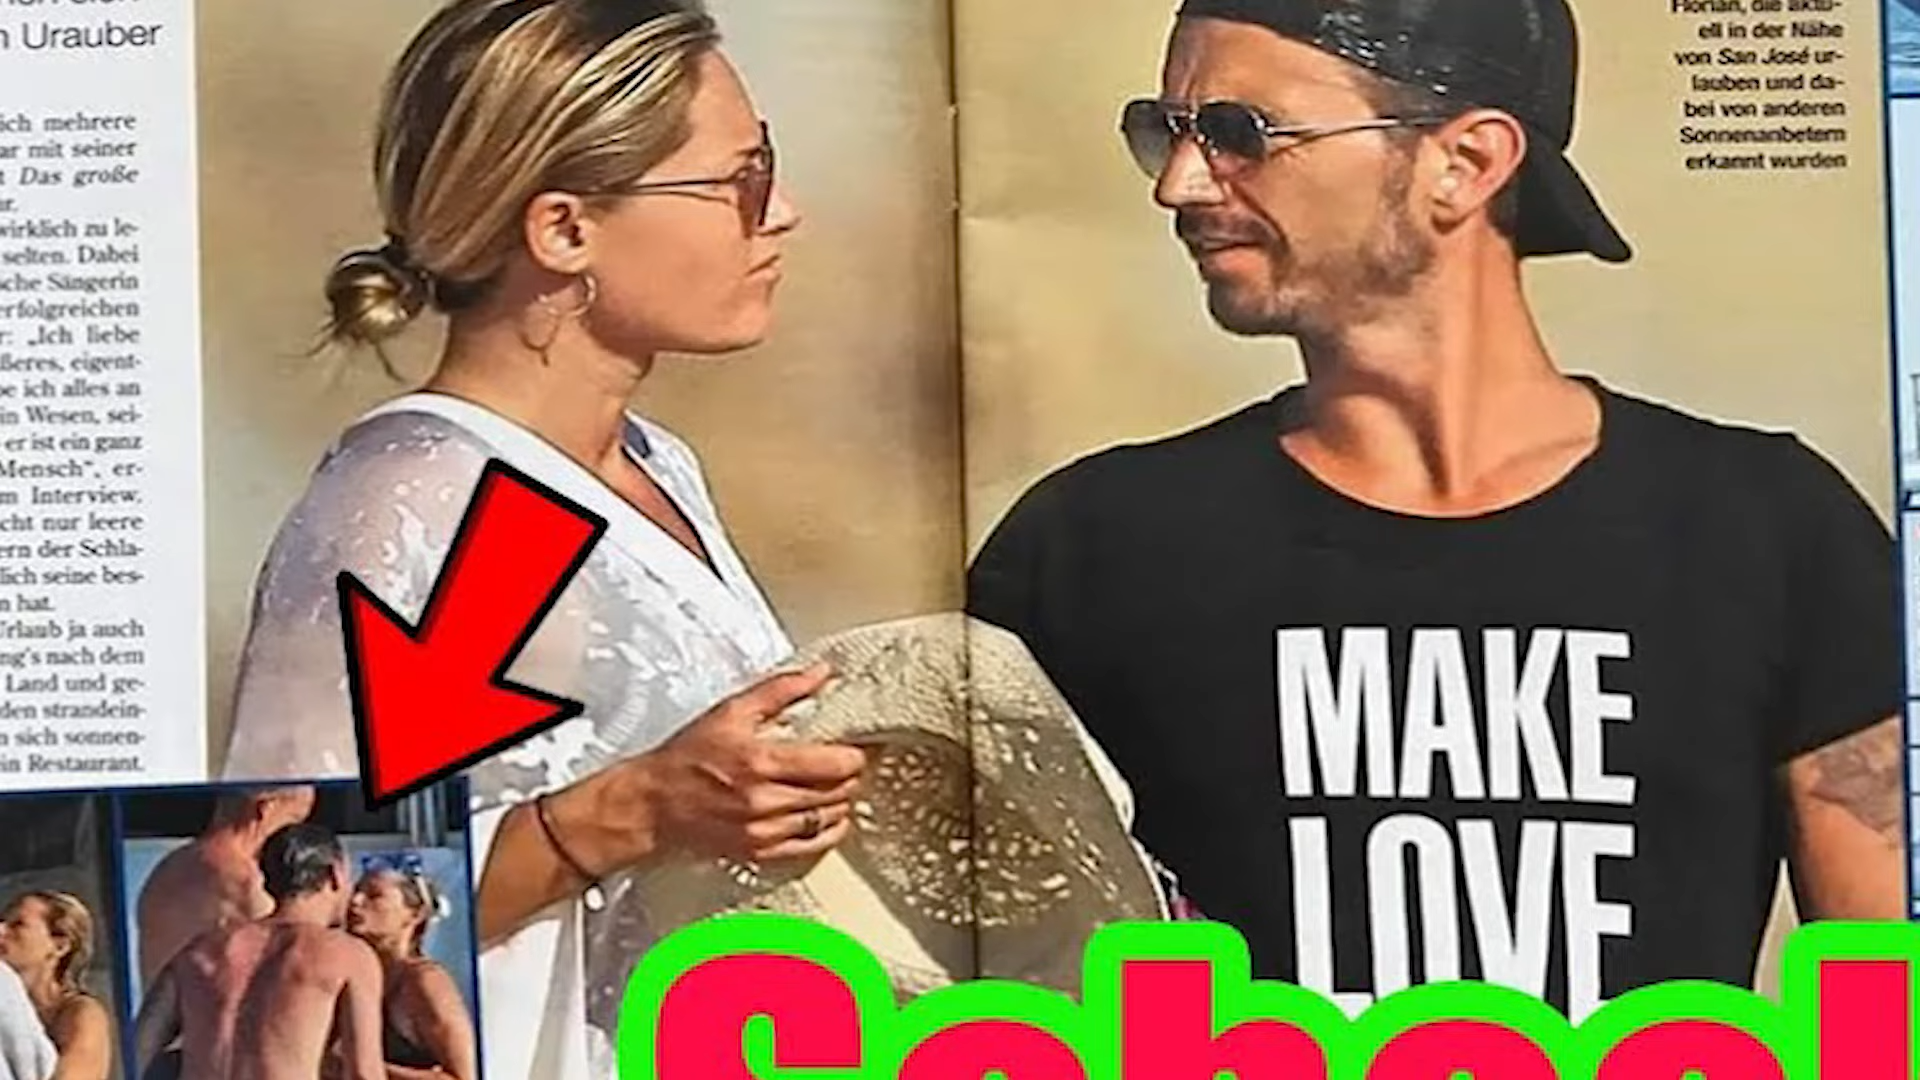 n Urauber
ich mehrere
ar mit seiner
t Das große
ur.
wirklich zu le-
selten. Dabei
sche Sängerin
erfolgreichen
r: „Ich liebe
ßeres, eigent-
be ich alles an
in Wesen, sei-
er ist ein ganz
Mensch“, er-
m Interview.
cht nur leere
ern der Schla-
lich seine bes-
n hat.
Urlaub ja auch
ng's nach dem
Land und ge-
den strandein-
n sich sonnen-
in Restaurant.
Florian, die aktu-
ell in der Nähe
von San José ur-
lauben und da-
bei von anderen
Sonnenanbetern
erkannt wurden
MAKE
LOVE